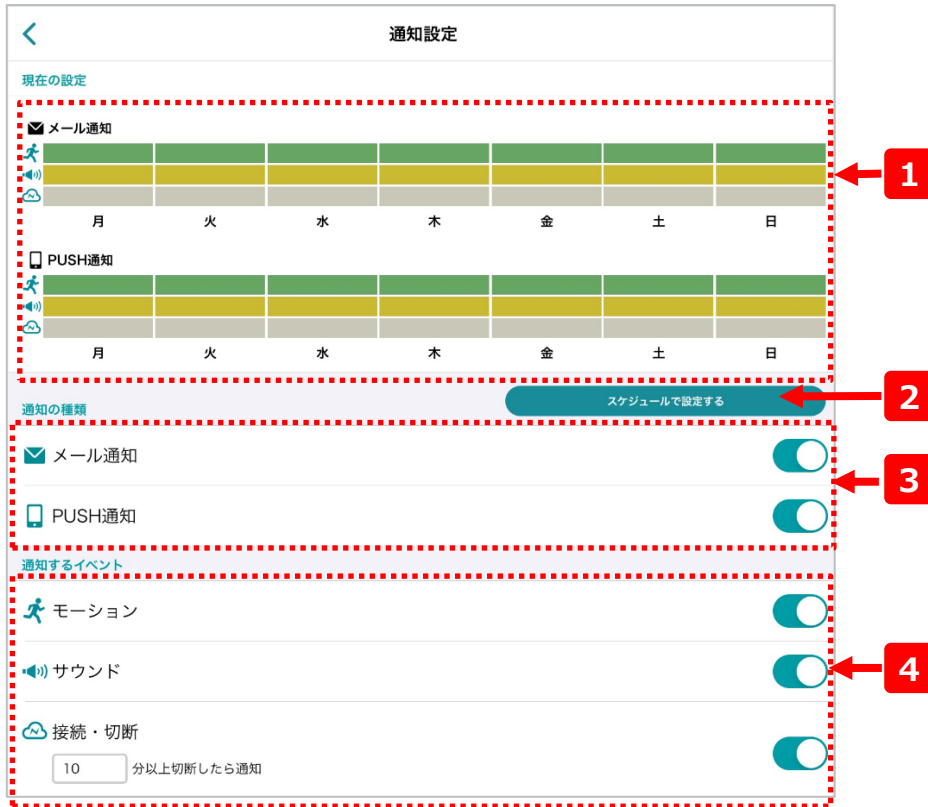 通知設定
現在の設定
メール通知
月 火 水 木 金 土 日
1
PUSH通知
月 火 水 木 金 土 日
スケジュールで設定する
2
通知の種類
メール通知
3
PUSH通知
通知するイベント
モーション
サウンド
4
接続・切断
10 分以上切断したら通知